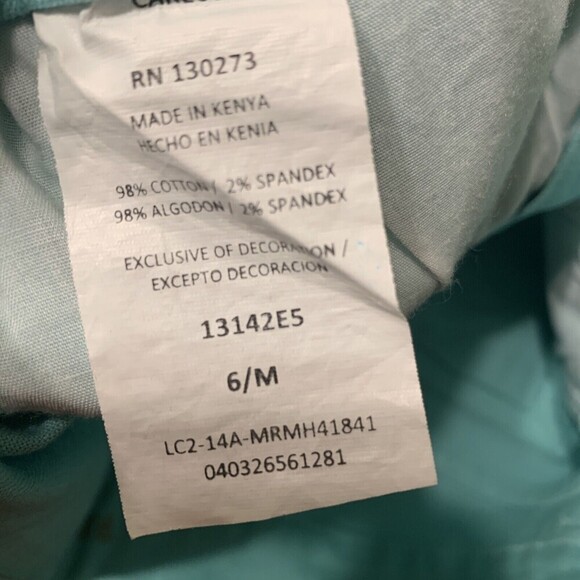 RN 130273
MADE IN KENYA
HECHO EN KENIA
98% COTTON / 2% SPANDEX
98% ALGODON / 2% SPANDEX
EXCLUSIVE OF DECORATION /
EXCEPTO DECORACION
13142E5
6/M
LC2-14A-MRMH41841
040326561281